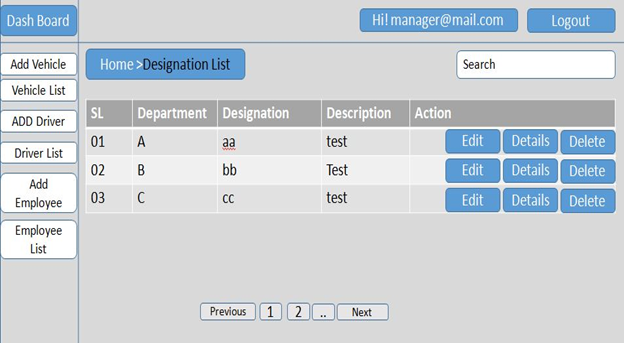 Dash Board
Hi! manager@mail.com
Logout
Add Vehicle
Vehicle List
ADD Driver
Driver List
Add
Employee
Employee
List
Home >Designation List
Search
SL Department Designation Description Action
01 A aa test Edit Details Delete
02 B bb Test Edit Details Delete
03 C cc test Edit Details Delete
Previous 1 2 .. Next